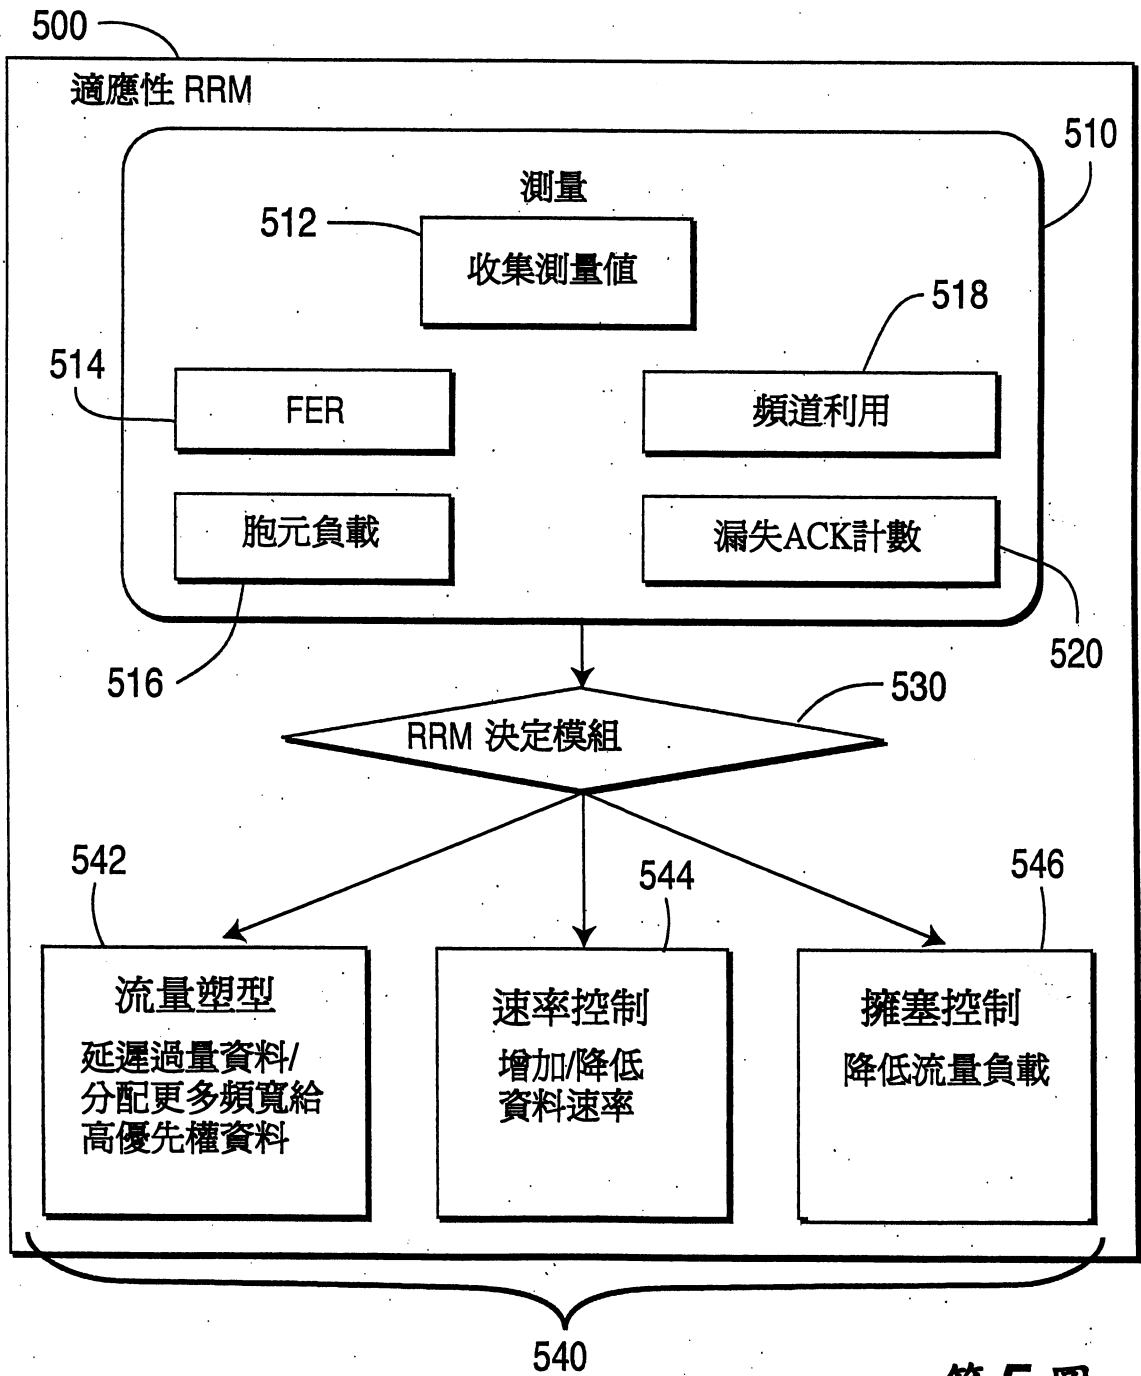 500
適應性 RRM
510
測量
512
收集測量值
518
514
FER
頻道利用
胞元負載
漏失ACK計數
516
520
530
RRM 決定模組
542
544
546
流量塑型
延遲過量資料/
分配更多頻寬給
高優先權資料
速率控制
增加/降低
資料速率
擁塞控制
降低流量負載
540
第 5 圖